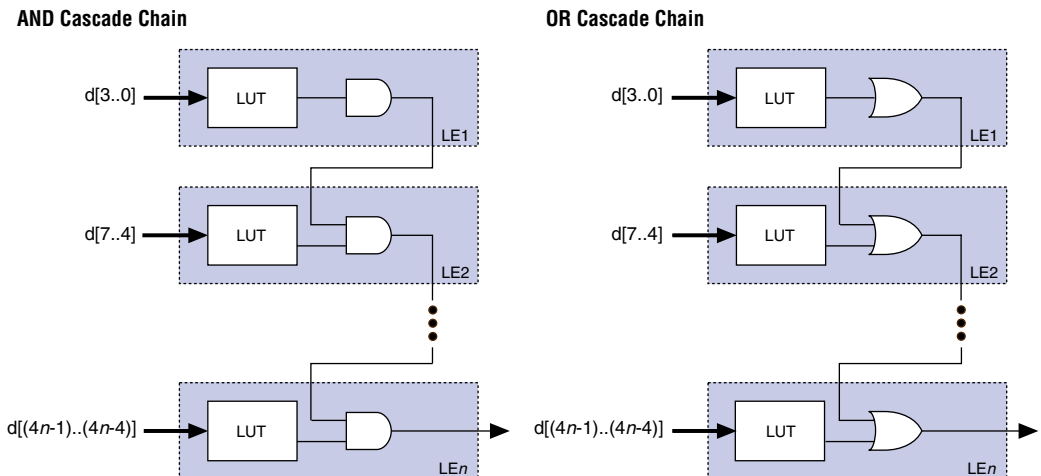 AND Cascade Chain
d[3..0]
LUT
LE1
d[7..4]
LUT
LE2
d[(4n-1)..(4n-4)]
LUT
LEn
OR Cascade Chain
d[3..0]
LUT
LE1
d[7..4]
LUT
LE2
d[(4n-1)..(4n-4)]
LUT
LEn